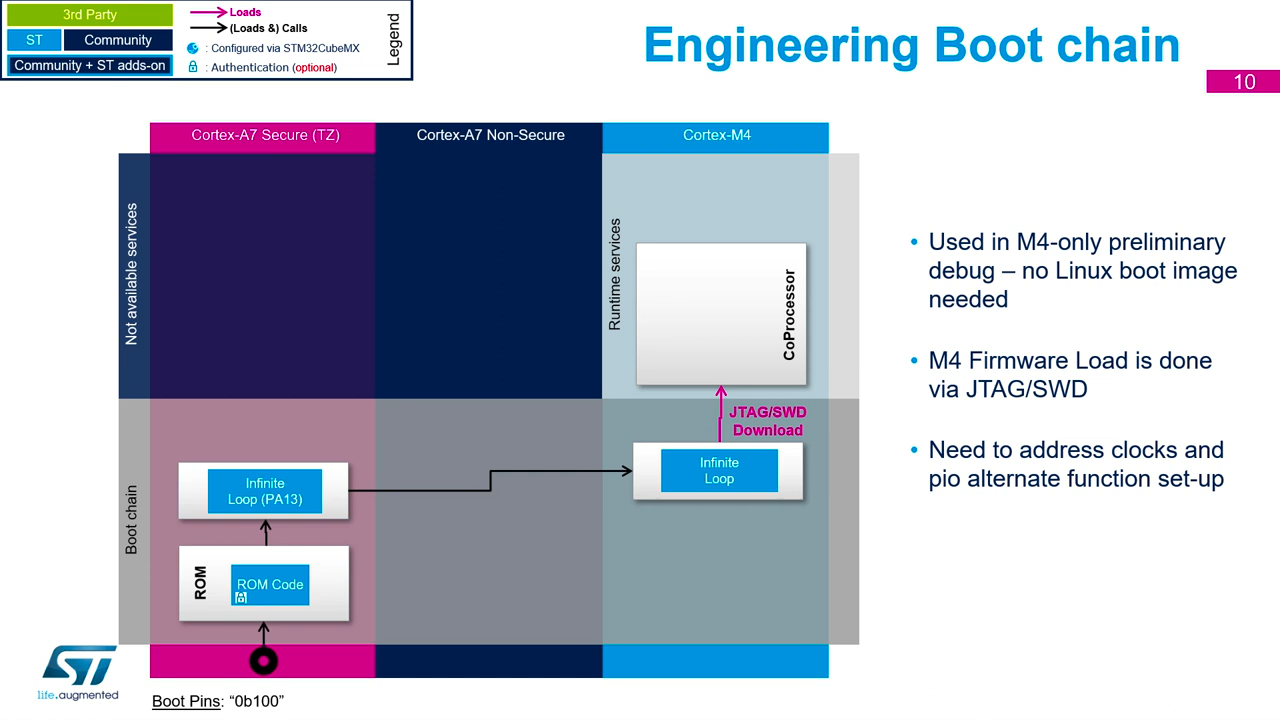 3rd Party
ST
Community
Community + ST adds-on
Loads
(Loads &) Calls
: Configured via STM32CubeMX
: Authentication (optional)
Legend
Engineering Boot chain
10
Cortex-A7 Secure (TZ)
Cortex-A7 Non-Secure
Cortex-M4
Not available services
Runtime services
CoProcessor
JTAG/SWD
Download
Boot chain
Infinite
Loop (PA13)
Infinite
Loop
ROM
ROM Code
• Used in M4-only preliminary
debug – no Linux boot image
needed
• M4 Firmware Load is done
via JTAG/SWD
• Need to address clocks and
pio alternate function set-up
ST
life.augmented
Boot Pins: “0b100”